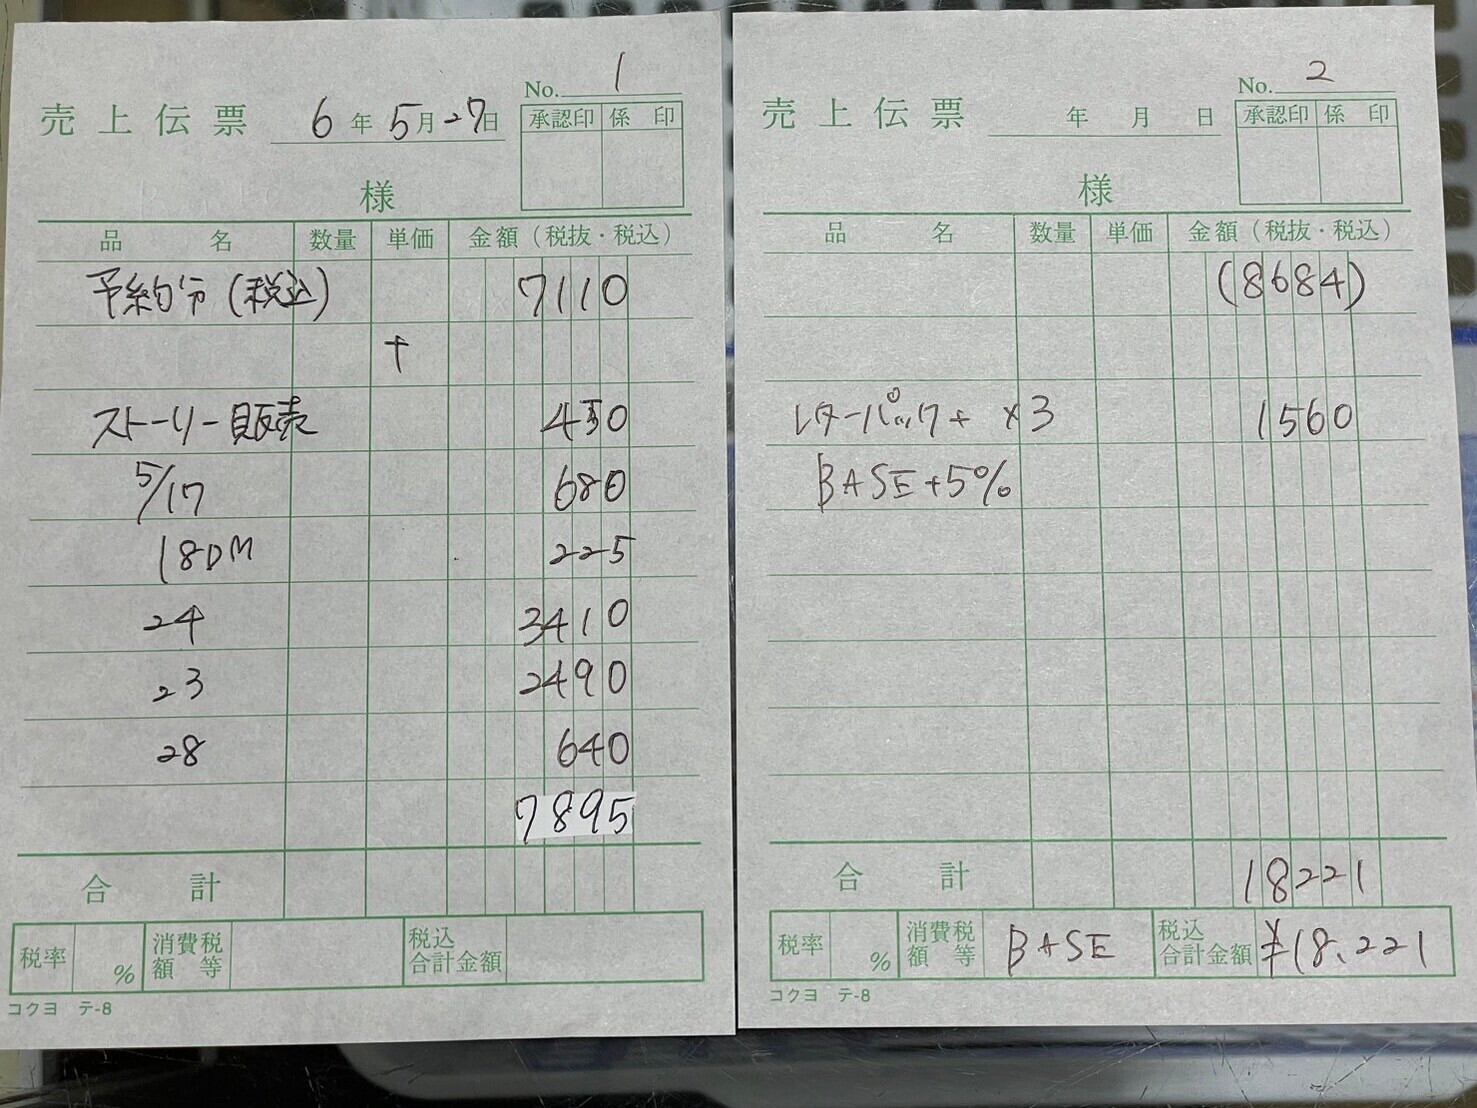 No. 1
売上伝票 6年5月27日
承認印 係印
様
品名 数量 単価 金額（税抜・税込）
予約分(税込) 7110
+
ストーリー販売 450
5/17 680
18DM 225
24 3410
23 2490
28 640
7895
合計
税率 % 消費税額等 税込合計金額
コクヨ テ-8
No. 2
売上伝票 年 月 日
承認印 係印
様
品名 数量 単価 金額（税抜・税込）
(8684)
レターパック+ ×3 1560
BASE+5%
合計 18221
税率 % 消費税額等 BASE 税込合計金額 ¥18,221
コクヨ テ-8